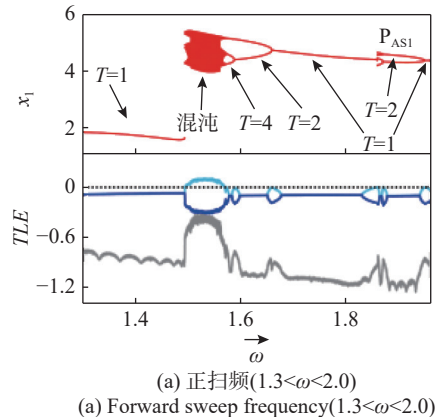 6
4
2
x₁
T=1
混沌
T=4
T=2
T=1
T=2
P_AS1
0
−0.6
−1.2
TLE
1.4
1.6
1.8
ω
(a) 正扫频(1.3<ω<2.0)
(a) Forward sweep frequency(1.3<ω<2.0)